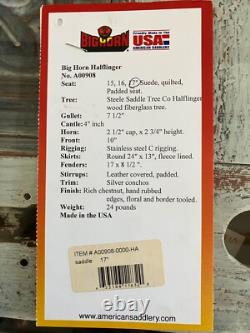 BIGHORN
Proudly
Made in the
USA
AMERICAN SADDLERY
Big Horn Halflinger
No. A00908
Seat: 15, 16, 17" Suede, quilted,
Padded seat.
Tree: Steele Saddle Tree Co Halflinger
wood fiberglass tree.
Gullet: 7 1/2"
Cantle: 4" inch
Horn: 2 1/2" cap, x 2 3/4" height.
Front: 10"
Rigging: Stainless steel C rigging.
Skirts: Round 24" x 13", fleece lined.
Fenders: 17 x 8 1/2 ".
Stirrups: Leather covered, padded.
Trim: Silver conchos
Finish: Rich chestnut, hand rubbed
edges, floral and border tooled.
Weight: 24 pounds
Made in the USA
ITEM # A00908-0000-HA
saddle 17"
www.americansaddlery.com